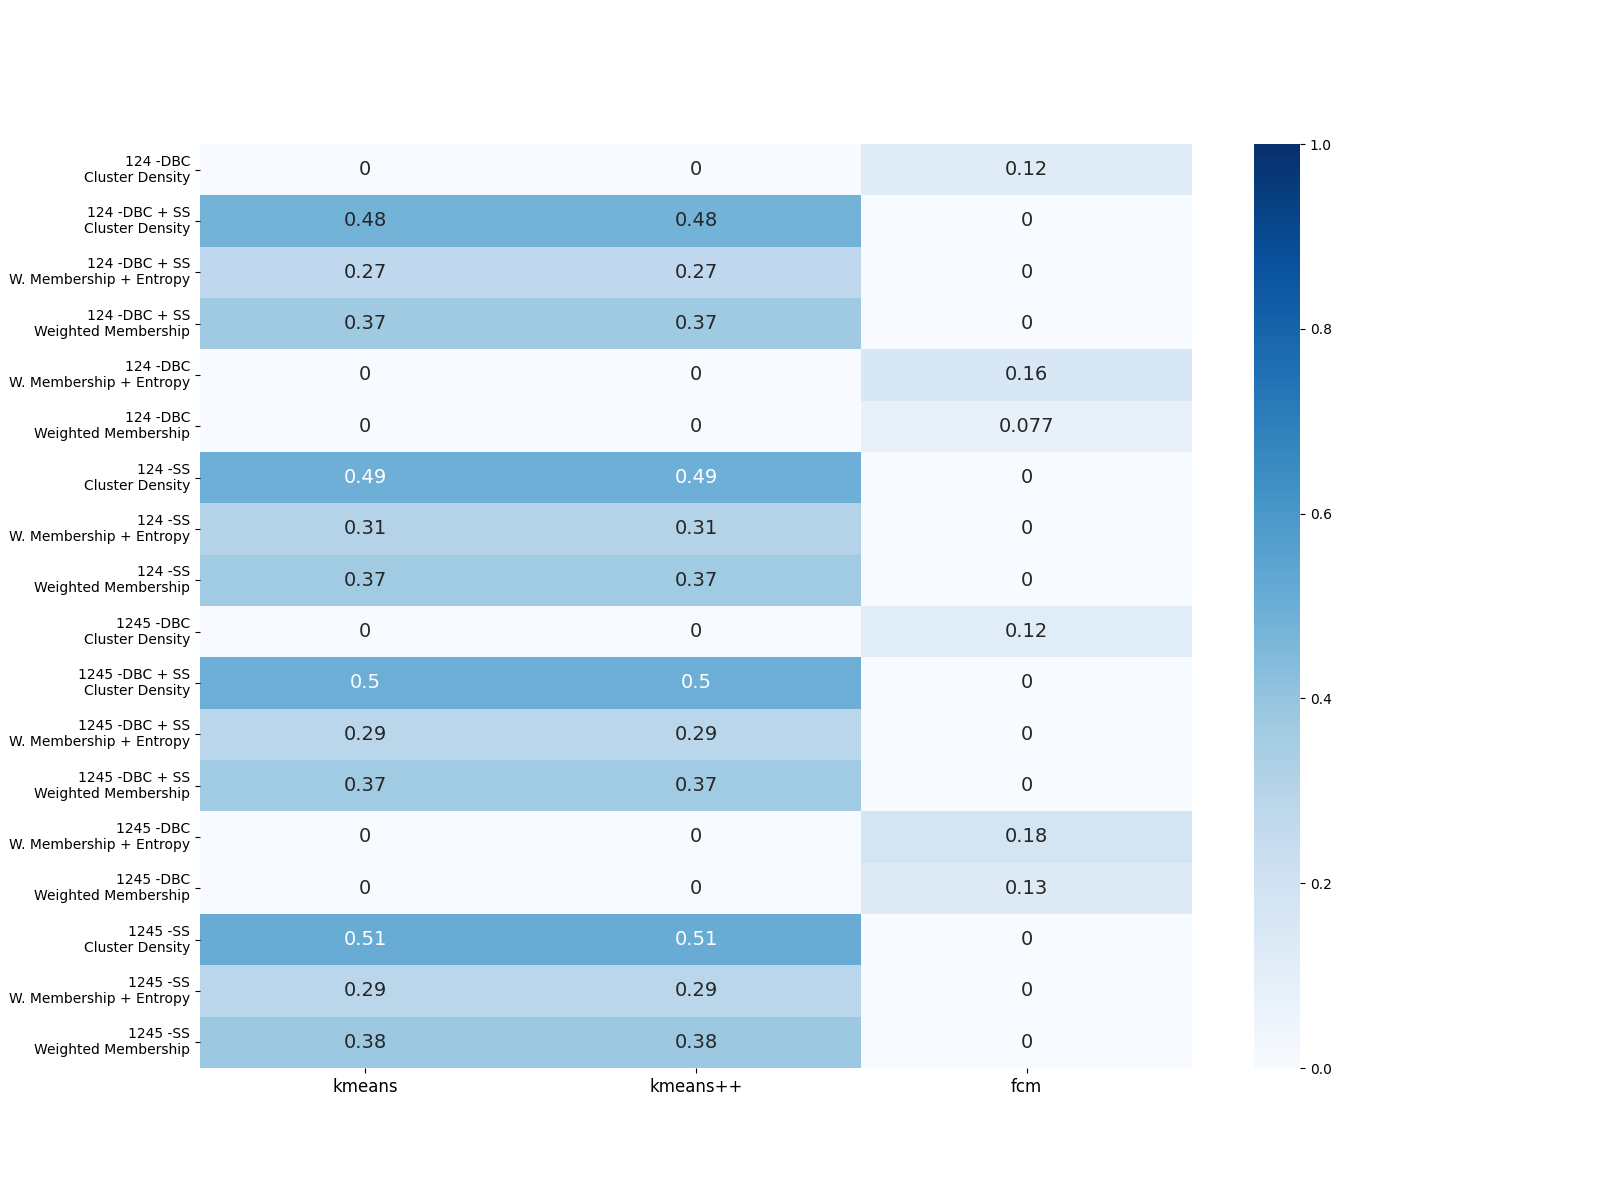 124 -DBC
Cluster Density
0 0 0.12
124 -DBC + SS
Cluster Density
0.48 0.48 0
124 -DBC + SS
W. Membership + Entropy
0.27 0.27 0
124 -DBC + SS
Weighted Membership
0.37 0.37 0
124 -DBC
W. Membership + Entropy
0 0 0.16
124 -DBC
Weighted Membership
0 0 0.077
124 -SS
Cluster Density
0.49 0.49 0
124 -SS
W. Membership + Entropy
0.31 0.31 0
124 -SS
Weighted Membership
0.37 0.37 0
1245 -DBC
Cluster Density
0 0 0.12
1245 -DBC + SS
Cluster Density
0.5 0.5 0
1245 -DBC + SS
W. Membership + Entropy
0.29 0.29 0
1245 -DBC + SS
Weighted Membership
0.37 0.37 0
1245 -DBC
W. Membership + Entropy
0 0 0.18
1245 -DBC
Weighted Membership
0 0 0.13
1245 -SS
Cluster Density
0.51 0.51 0
1245 -SS
W. Membership + Entropy
0.29 0.29 0
1245 -SS
Weighted Membership
0.38 0.38 0
kmeans kmeans++ fcm
1.0
0.8
0.6
0.4
0.2
0.0